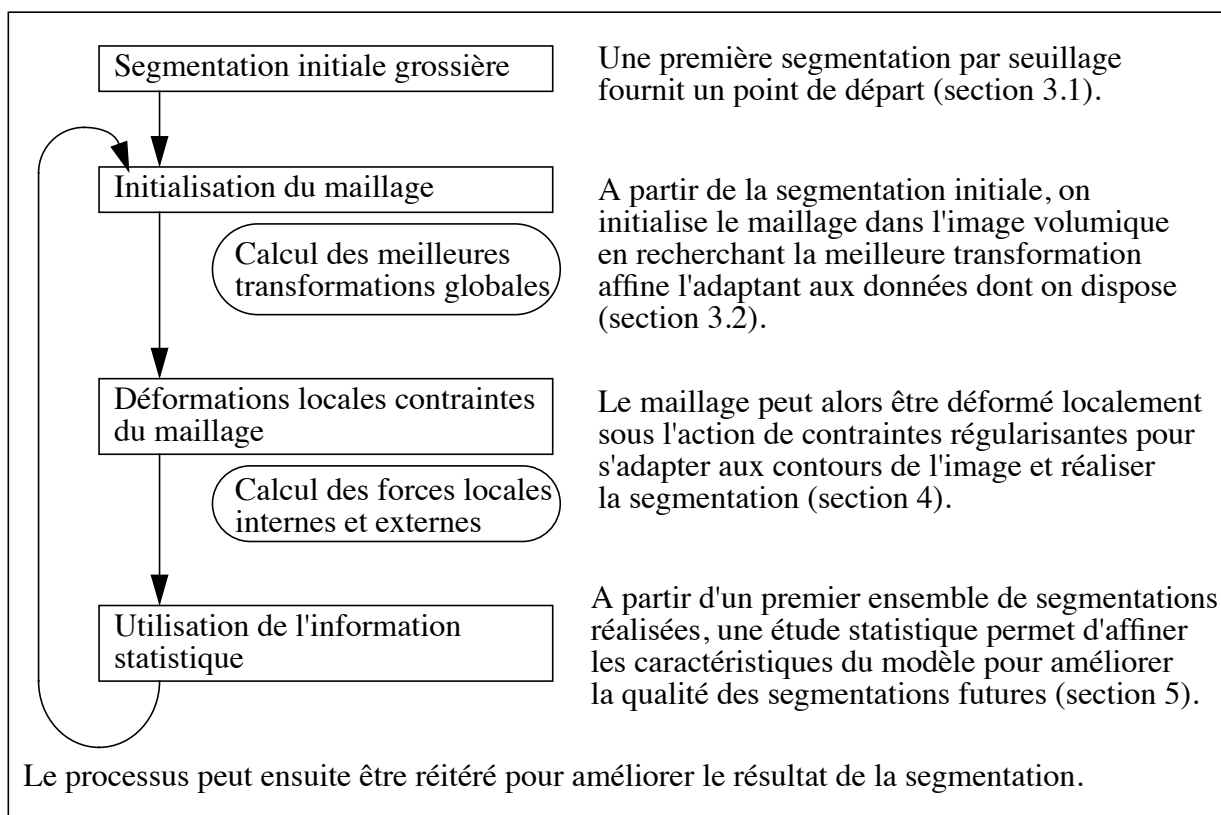 Segmentation initiale grossière
Une première segmentation par seuillage
fournit un point de départ (section 3.1).
Initialisation du maillage
A partir de la segmentation initiale, on
initialise le maillage dans l'image volumique
en recherchant la meilleure transformation
affine l'adaptant aux données dont on dispose
(section 3.2).
Calcul des meilleures
transformations globales
Déformations locales contraintes
du maillage
Le maillage peut alors être déformé localement
sous l'action de contraintes régularisantes pour
s'adapter aux contours de l'image et réaliser
la segmentation (section 4).
Calcul des forces locales
internes et externes
Utilisation de l'information
statistique
A partir d'un premier ensemble de segmentations
réalisées, une étude statistique permet d'affiner
les caractéristiques du modèle pour améliorer
la qualité des segmentations futures (section 5).
Le processus peut ensuite être réitéré pour améliorer le résultat de la segmentation.